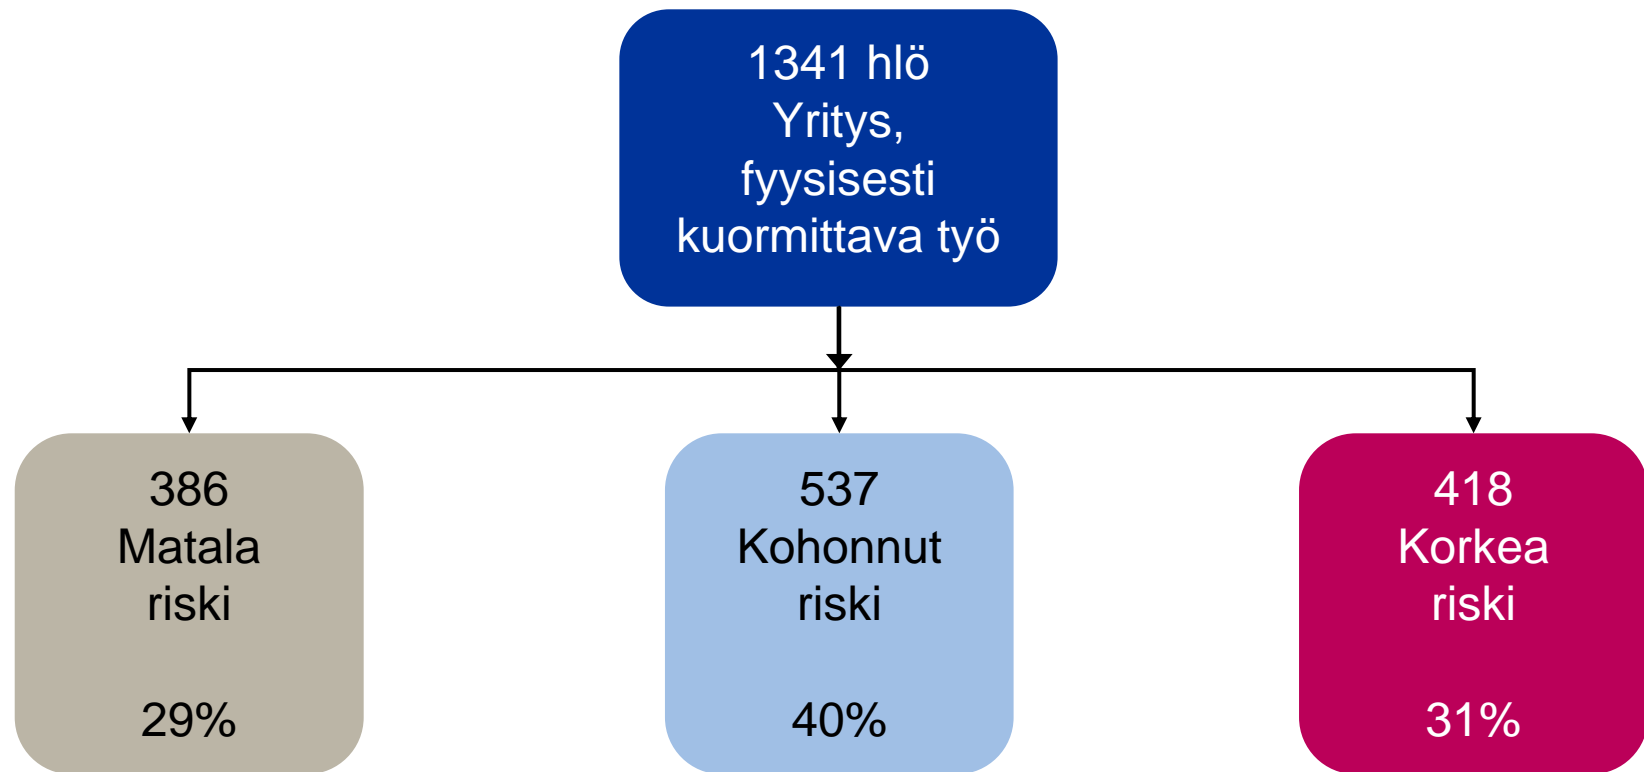 1341 hlö
Yritys,
fyysisesti
kuormittava työ
386
Matala
riski
29%
537
Kohonnut
riski
40%
418
Korkea
riski
31%